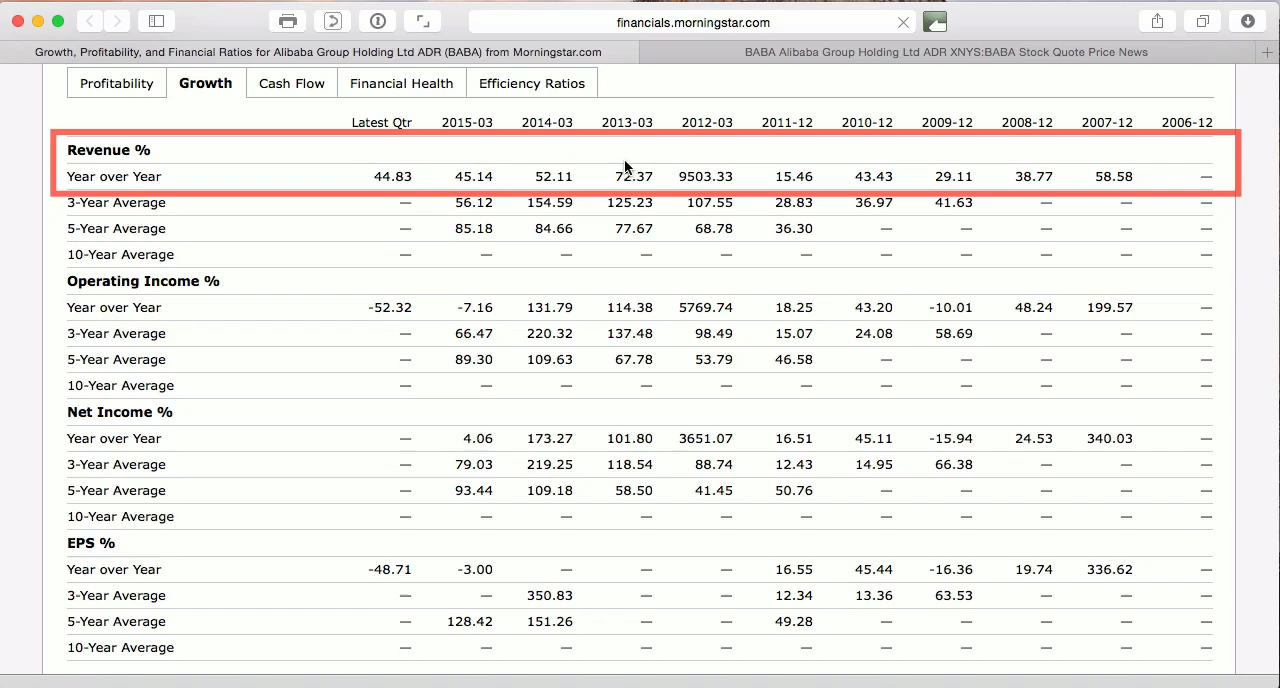 financials.morningstar.com
Growth, Profitability, and Financial Ratios for Alibaba Group Holding Ltd ADR (BABA) from Morningstar.com BABA Alibaba Group Holding Ltd ADR XNYS:BABA Stock Quote Price News
Profitability Growth Cash Flow Financial Health Efficiency Ratios
Latest Qtr 2015-03 2014-03 2013-03 2012-03 2011-12 2010-12 2009-12 2008-12 2007-12 2006-12
Revenue %
Year over Year 44.83 45.14 52.11 72.37 9503.33 15.46 43.43 29.11 38.77 58.58 —
3-Year Average — 56.12 154.59 125.23 107.55 28.83 36.97 41.63 — — —
5-Year Average — 85.18 84.66 77.67 68.78 36.30 — — — — —
10-Year Average — — — — — — — — — — —
Operating Income %
Year over Year -52.32 -7.16 131.79 114.38 5769.74 18.25 43.20 -10.01 48.24 199.57 —
3-Year Average — 66.47 220.32 137.48 98.49 15.07 24.08 58.69 — — —
5-Year Average — 89.30 109.63 67.78 53.79 46.58 — — — — —
10-Year Average — — — — — — — — — — —
Net Income %
Year over Year — 4.06 173.27 101.80 3651.07 16.51 45.11 -15.94 24.53 340.03 —
3-Year Average — 79.03 219.25 118.54 88.74 12.43 14.95 66.38 — — —
5-Year Average — 93.44 109.18 58.50 41.45 50.76 — — — — —
10-Year Average — — — — — — — — — — —
EPS %
Year over Year -48.71 -3.00 — — — 16.55 45.44 -16.36 19.74 336.62 —
3-Year Average — — 350.83 — — 12.34 13.36 63.53 — — —
5-Year Average — 128.42 151.26 — — 49.28 — — — — —
10-Year Average — — — — — — — — — — —